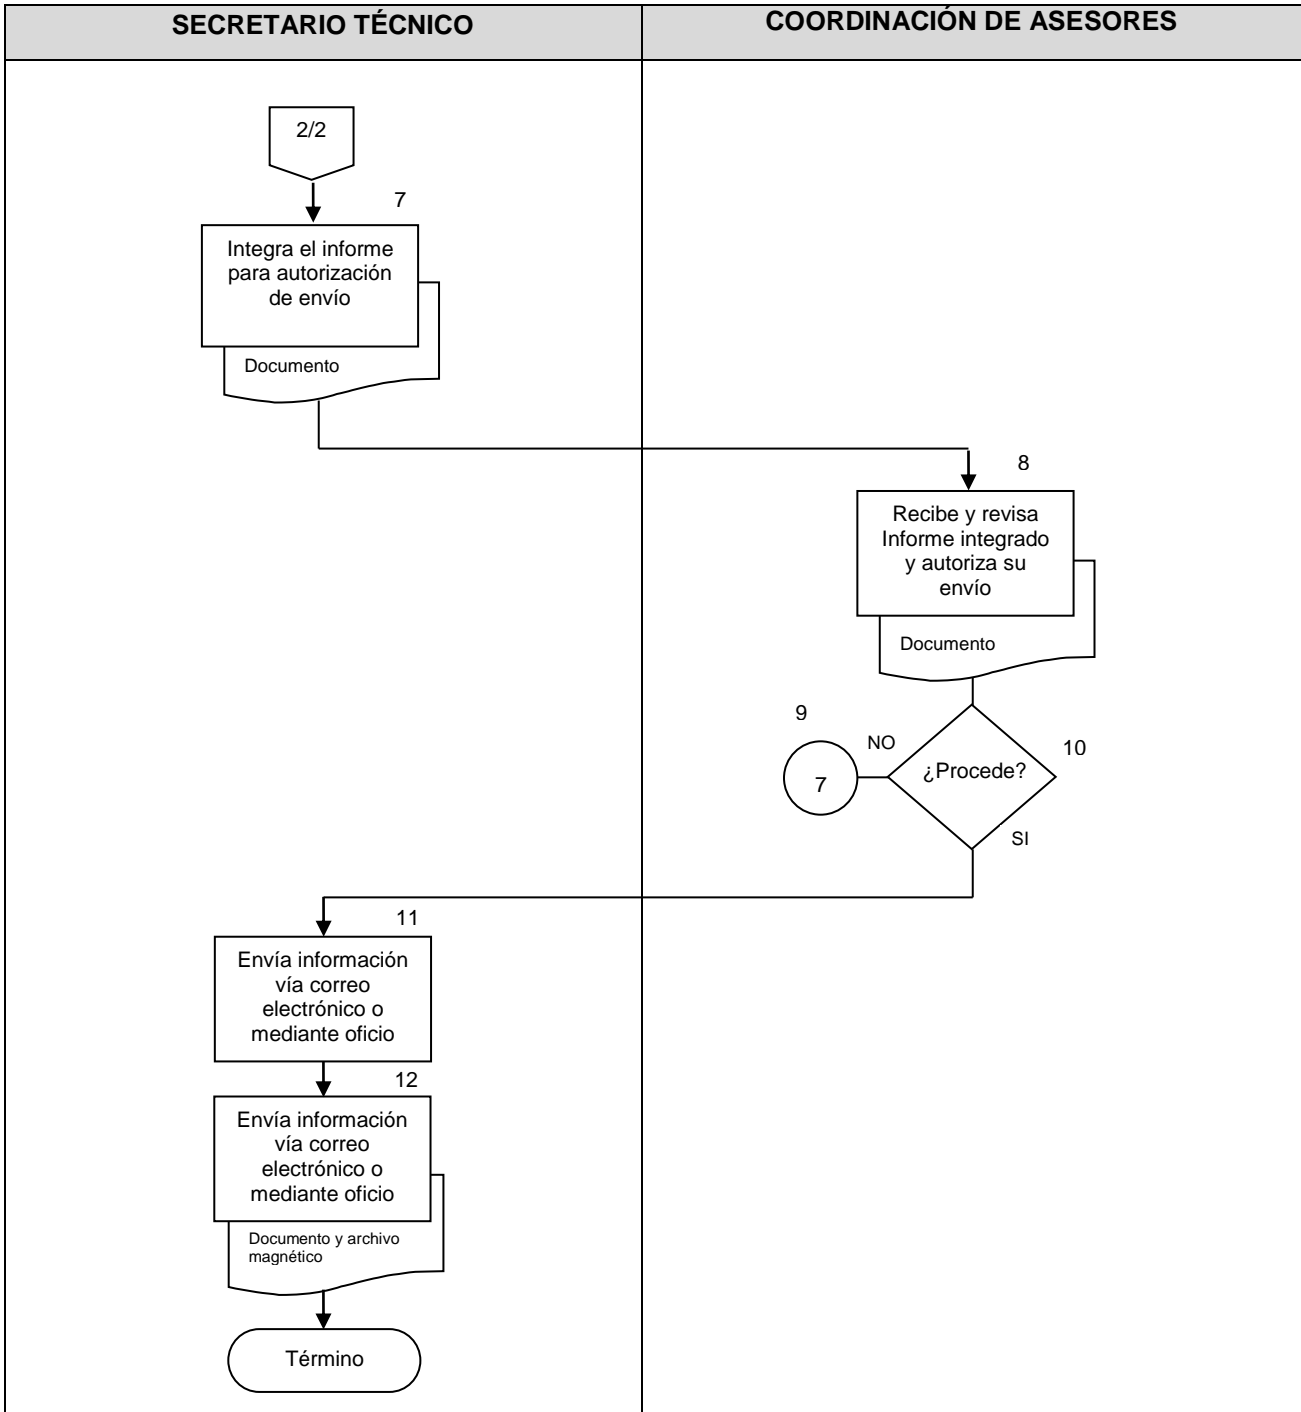 SECRETARIO TÉCNICO
COORDINACIÓN DE ASESORES
2/2
7
Integra el informe
para autorización
de envío
Documento
8
Recibe y revisa
Informe integrado
y autoriza su
envío
Documento
9
NO
10
7
¿Procede?
SI
11
Envía información
vía correo
electrónico o
mediante oficio
12
Envía información
vía correo
electrónico o
mediante oficio
Documento y archivo
magnético
Término